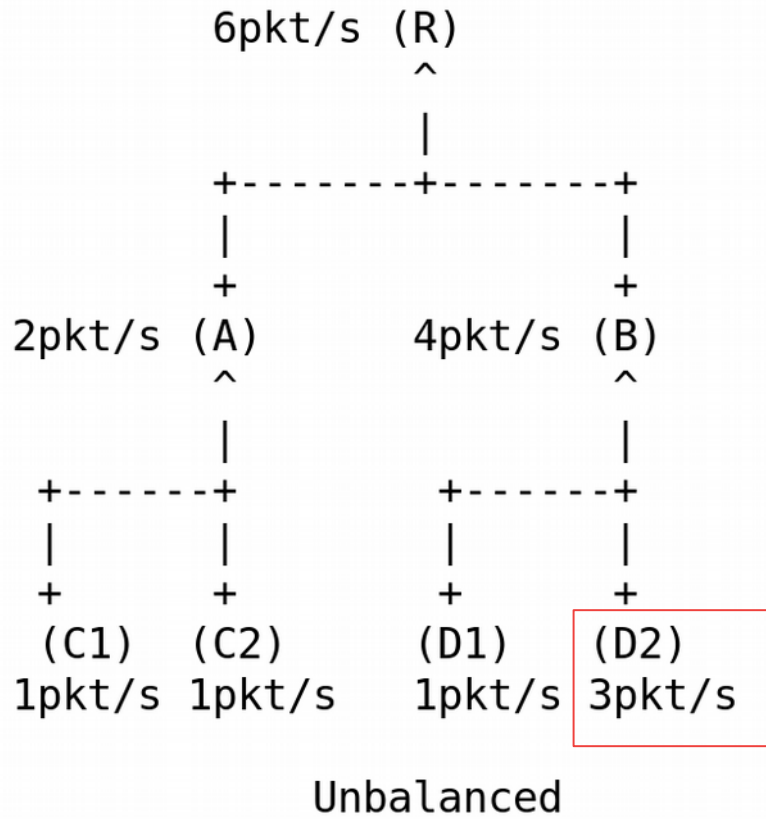 6pkt/s (R)
^
|
+-------+-------+
| |
+ +
2pkt/s (A) 4pkt/s (B)
^ ^
| |
+------+ +------+
| | | |
+ + + +
(C1) (C2) (D1) (D2)
1pkt/s 1pkt/s 1pkt/s 3pkt/s
Unbalanced